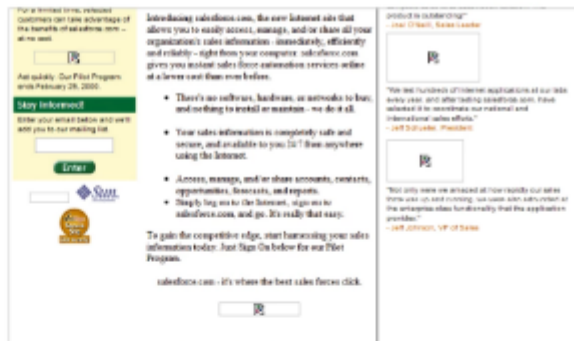 For a limited time, selected
customers can take advantage of
the benefits of salesforce.com –
at no cost.
Act quickly. Our Pilot Program
ends February 28, 2000.
Stay Informed!
Enter your email below and we'll
add you to our mailing list.
Enter
Sun
Introducing salesforce.com, the new Internet site that
allows you to easily access, manage, and/or share all your
organization's sales information - immediately, efficiently
and reliably - right from your computer. salesforce.com
gives you instant sales force automation services online
at a lower cost than ever before.
• There's no software, hardware, or networks to buy,
and nothing to install or maintain - we do it all.
• Your sales information is completely safe and
secure, and available to you 24/7 from anywhere
using the Internet.
• Access, manage, and/or share accounts, contacts,
opportunities, forecasts, and reports.
• Simply log on to the Internet, sign on to
salesforce.com, and go. It's really that easy.
To gain the competitive edge, start harnessing your sales
information today. Just Sign On below for our Pilot
Program.
salesforce.com - it's where the best sales forces click.
product is outstanding!"
"We test hundreds of internet applications at our labs
every year, and after testing salesforce.com, have
selected it to coordinate our national and
international sales efforts."
- Jeff Schueler, President
"Not only were we amazed at how rapidly our sales
force was up and running, we were also astounded at
the enterprise class functionality that the application
provides."
- Jeff Johnson, VP of Sales